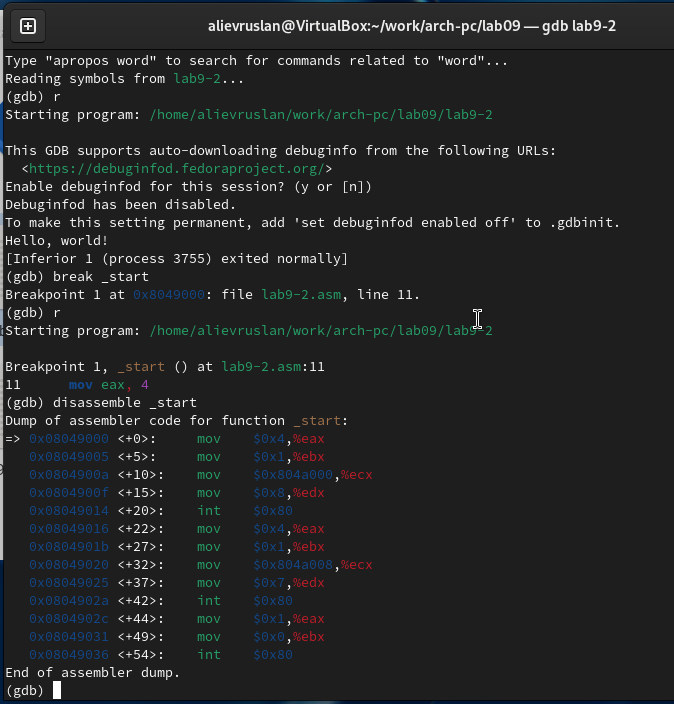 alievruslan@VirtualBox:~/work/arch-pc/lab09 — gdb lab9-2
Type "apropos word" to search for commands related to "word"...
Reading symbols from lab9-2...
(gdb) r
Starting program: /home/alievruslan/work/arch-pc/lab09/lab9-2
This GDB supports auto-downloading debuginfo from the following URLs:
<https://debuginfod.fedoraproject.org/>
Enable debuginfod for this session? (y or [n])
Debuginfod has been disabled.
To make this setting permanent, add 'set debuginfod enabled off' to .gdbinit.
Hello, world!
[Inferior 1 (process 3755) exited normally]
(gdb) break _start
Breakpoint 1 at 0x8049000: file lab9-2.asm, line 11.
(gdb) r
Starting program: /home/alievruslan/work/arch-pc/lab09/lab9-2
Breakpoint 1, _start () at lab9-2.asm:11
11      mov eax, 4
(gdb) disassemble _start
Dump of assembler code for function _start:
=> 0x08049000 <+0>:     mov    $0x4,%eax
   0x08049005 <+5>:     mov    $0x1,%ebx
   0x0804900a <+10>:    mov    $0x804a000,%ecx
   0x0804900f <+15>:    mov    $0x8,%edx
   0x08049014 <+20>:    int    $0x80
   0x08049016 <+22>:    mov    $0x4,%eax
   0x0804901b <+27>:    mov    $0x1,%ebx
   0x08049020 <+32>:    mov    $0x804a008,%ecx
   0x08049025 <+37>:    mov    $0x7,%edx
   0x0804902a <+42>:    int    $0x80
   0x0804902c <+44>:    mov    $0x1,%eax
   0x08049031 <+49>:    mov    $0x0,%ebx
   0x08049036 <+54>:    int    $0x80
End of assembler dump.
(gdb)